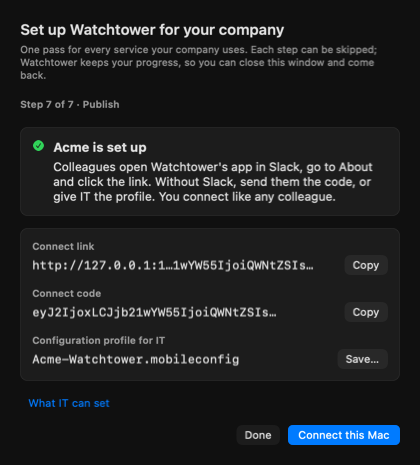 Set up Watchtower for your company
One pass for every service your company uses. Each step can be skipped;
Watchtower keeps your progress, so you can close this window and come
back.
Step 7 of 7 · Publish
Acme is set up
Colleagues open Watchtower's app in Slack, go to About
and click the link. Without Slack, send them the code, or
give IT the profile. You connect like any colleague.
Connect link
http://127.0.0.1:1…1wYW55IjoiQWNtZSIs…
Copy
Connect code
eyJ2IjoxLCJjb21wYW55IjoiQWNtZSIs…
Copy
Configuration profile for IT
Acme-Watchtower.mobileconfig
Save…
What IT can set
Done
Connect this Mac